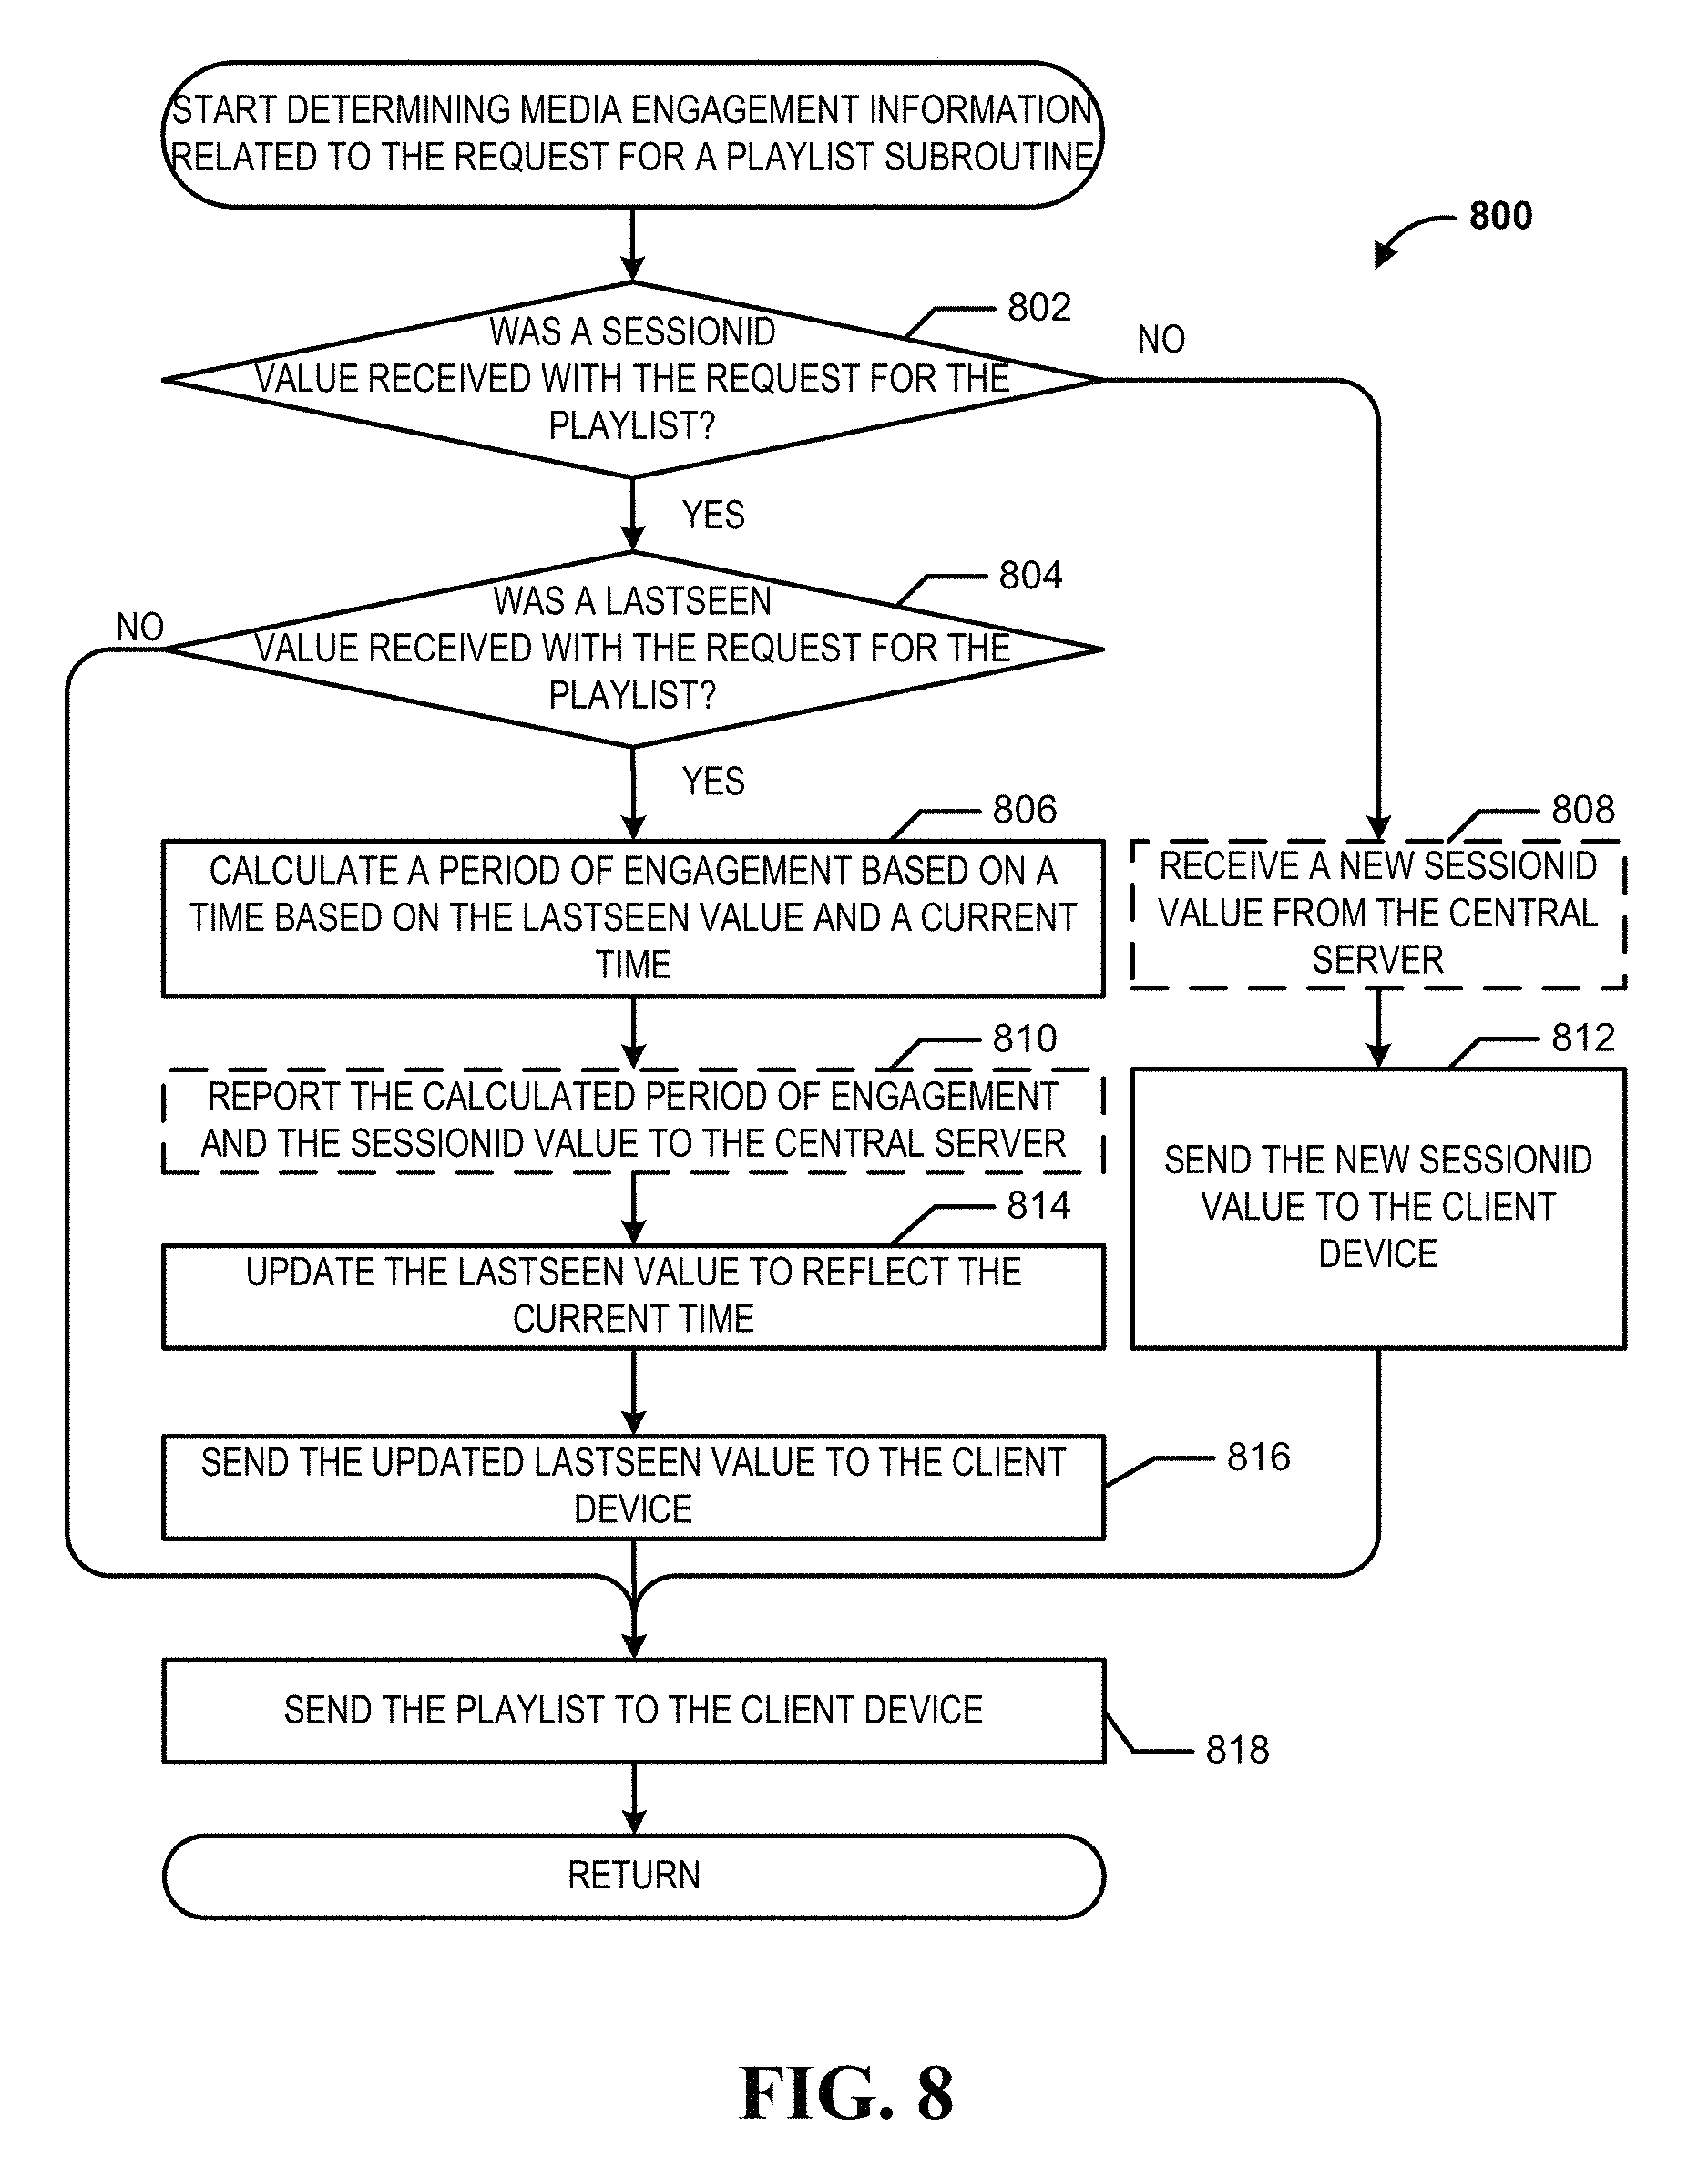 START DETERMINING MEDIA ENGAGEMENT INFORMATION
RELATED TO THE REQUEST FOR A PLAYLIST SUBROUTINE
800
802
WAS A SESSIONID
VALUE RECEIVED WITH THE REQUEST FOR THE
PLAYLIST?
NO
YES
804
WAS A LASTSEEN
VALUE RECEIVED WITH THE REQUEST FOR THE
PLAYLIST?
NO
YES
806
CALCULATE A PERIOD OF ENGAGEMENT BASED ON A
TIME BASED ON THE LASTSEEN VALUE AND A CURRENT
TIME
808
RECEIVE A NEW SESSIONID
VALUE FROM THE CENTRAL
SERVER
810
REPORT THE CALCULATED PERIOD OF ENGAGEMENT
AND THE SESSIONID VALUE TO THE CENTRAL SERVER
812
SEND THE NEW SESSIONID
VALUE TO THE CLIENT
DEVICE
814
UPDATE THE LASTSEEN VALUE TO REFLECT THE
CURRENT TIME
SEND THE UPDATED LASTSEEN VALUE TO THE CLIENT
DEVICE
816
SEND THE PLAYLIST TO THE CLIENT DEVICE
818
RETURN
FIG. 8